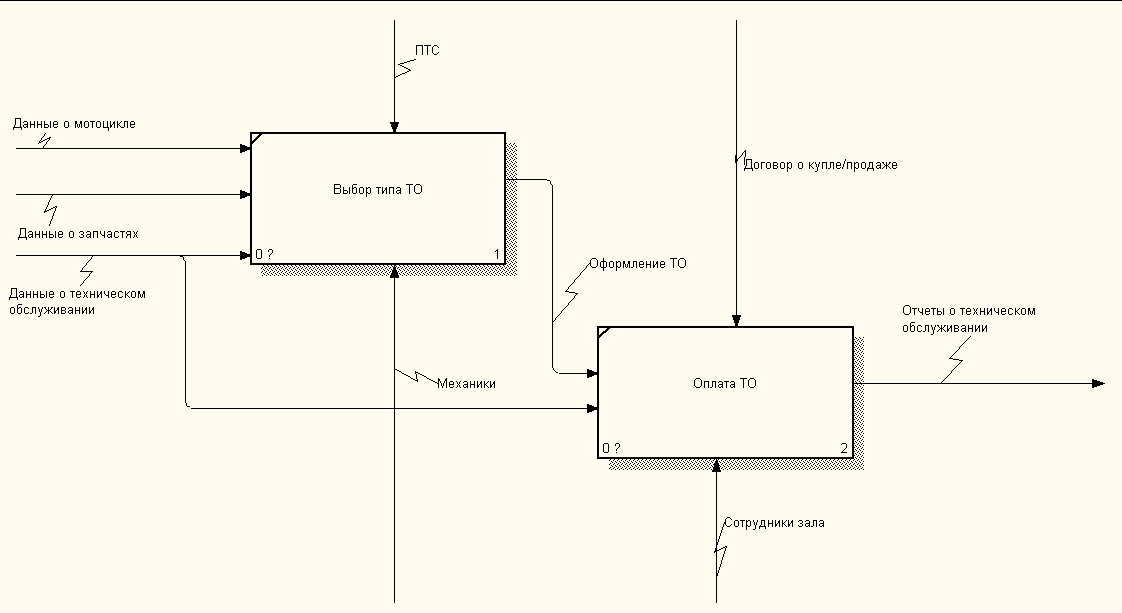 ПТС
Данные о мотоцикле
Договор о купле/продаже
Выбор типа ТО
Данные о запчастях
0 ?
1
Оформление ТО
Данные о техническом
обслуживании
Отчеты о техническом
обслуживании
Механики
Оплата ТО
0 ?
2
Сотрудники зала